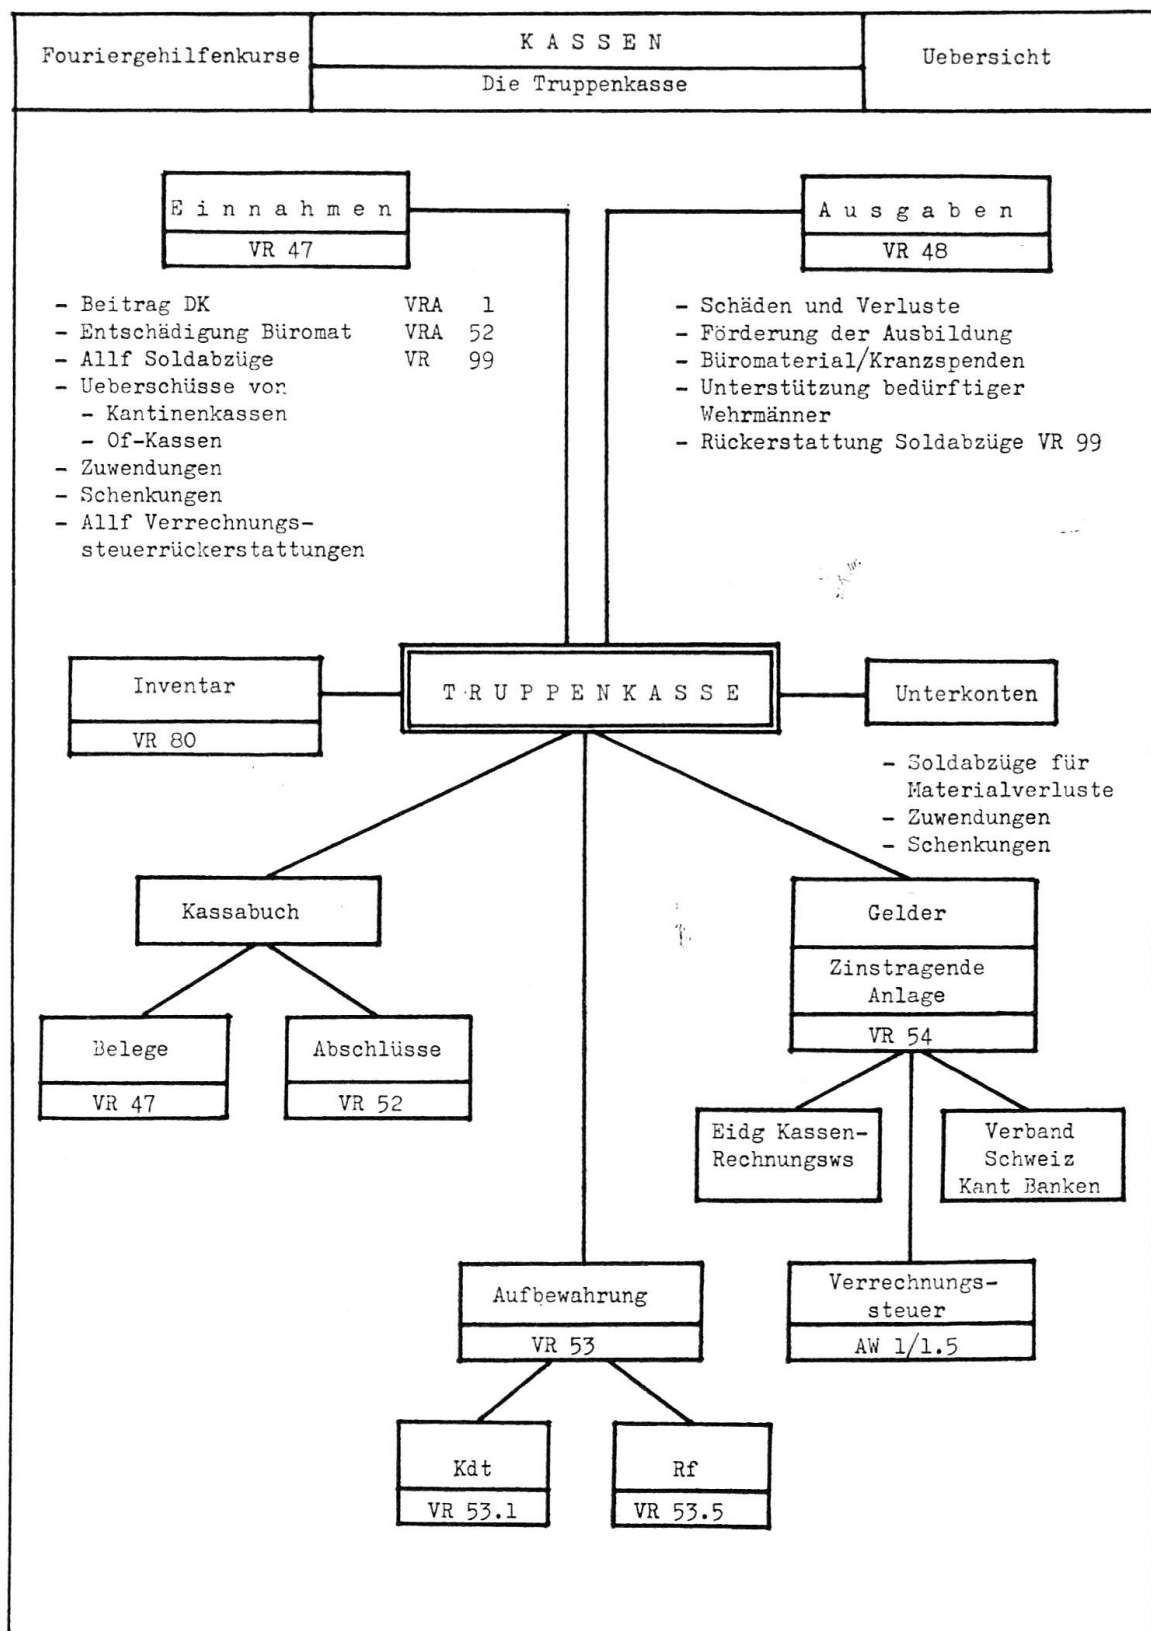 Fouriergehilfenkurse
K A S S E N
Die Truppenkasse
Uebersicht
E i n n a h m e n
VR 47
- Beitrag DK VRA 1
- Entschädigung Büromat VRA 52
- Allf Soldabzüge VR 99
- Ueberschüsse von
- Kantinenkassen
- Of-Kassen
- Zuwendungen
- Schenkungen
- Allf Verrechnungs-
steuerrückerstattungen
A u s g a b e n
VR 48
- Schäden und Verluste
- Förderung der Ausbildung
- Büromaterial/Kranzspenden
- Unterstützung bedürftiger
Wehrmänner
- Rückerstattung Soldabzüge VR 99
Inventar
VR 80
T R U P P E N K A S S E
Unterkonten
- Soldabzüge für
Materialverluste
- Zuwendungen
- Schenkungen
Kassabuch
Belege
VR 47
Abschlüsse
VR 52
Gelder
Zinstragende
Anlage
VR 54
Eidg Kassen-
Rechnungsws
Verband
Schweiz
Kant Banken
Verrechnungs-
steuer
AW 1/1.5
Aufbewahrung
VR 53
Kdt
VR 53.1
Rf
VR 53.5